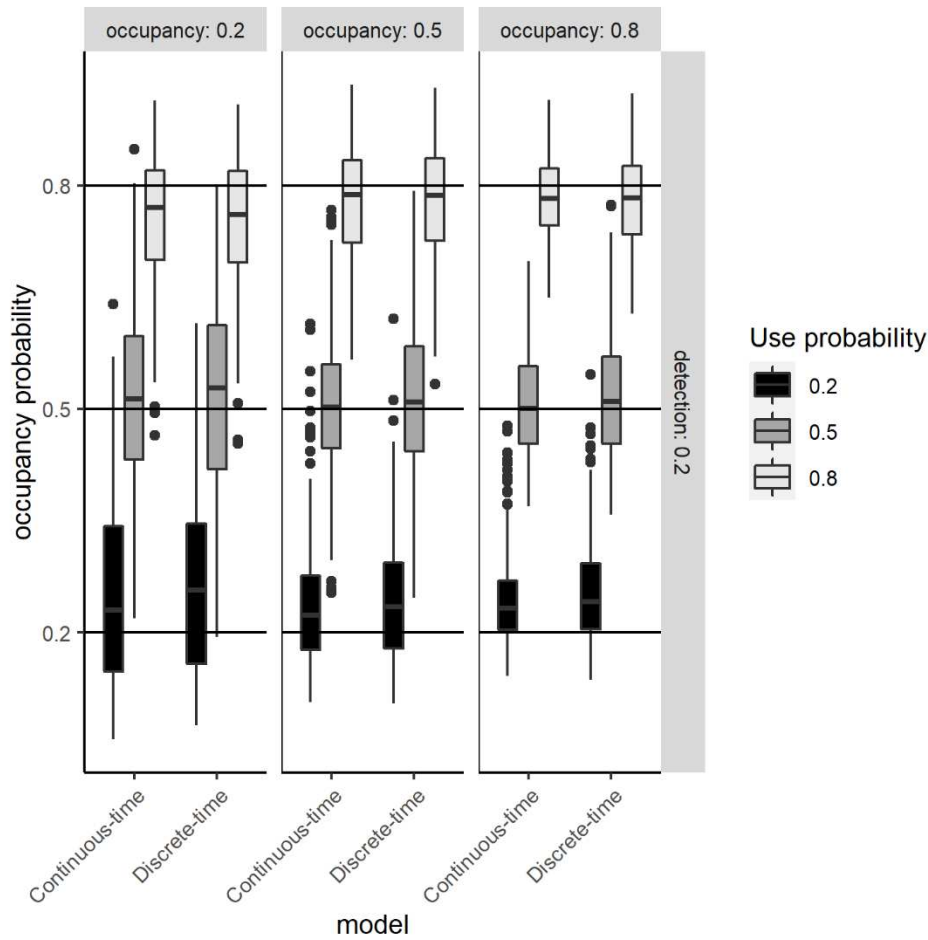 occupancy: 0.2
occupancy: 0.5
occupancy: 0.8
occupancy probability
0.8
0.5
0.2
detection: 0.2
Use probability
0.2
0.5
0.8
Continuous-time
Discrete-time
Continuous-time
Discrete-time
Continuous-time
Discrete-time
model